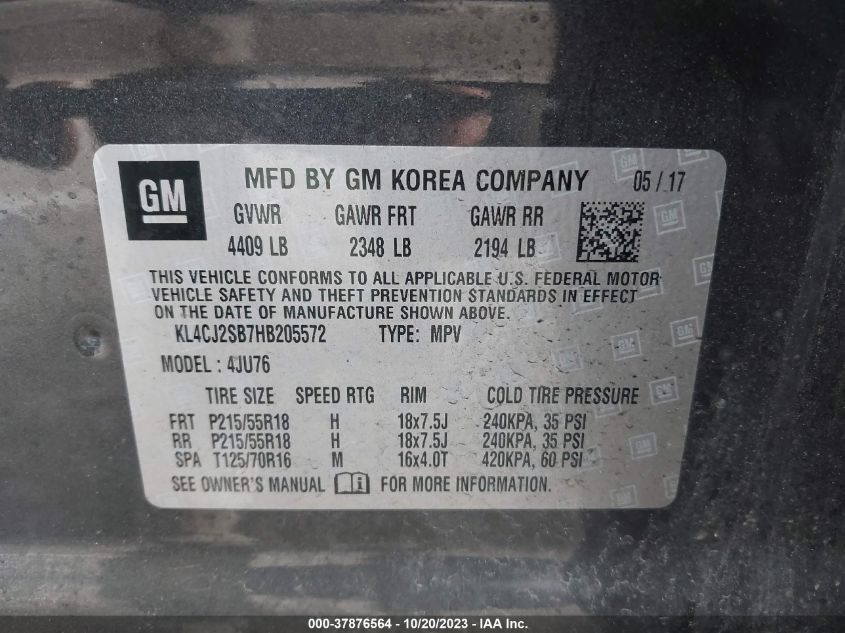 GM
MFD BY GM KOREA COMPANY 05 / 17
GVWR GAWR FRT GAWR RR
4409 LB 2348 LB 2194 LB
THIS VEHICLE CONFORMS TO ALL APPLICABLE U.S. FEDERAL MOTOR
VEHICLE SAFETY AND THEFT PREVENTION STANDARDS IN EFFECT
ON THE DATE OF MANUFACTURE SHOWN ABOVE.
KL4CJ2SB7HB205572 TYPE: MPV
MODEL : 4JU76
TIRE SIZE SPEED RTG RIM COLD TIRE PRESSURE
FRT P215/55R18 H 18x7.5J 240KPA, 35 PSI
RR P215/55R18 H 18x7.5J 240KPA, 35 PSI
SPA T125/70R16 M 16x4.0T 420KPA, 60 PSI
SEE OWNER'S MANUAL FOR MORE INFORMATION.
000-37876564 - 10/20/2023 - IAA Inc.